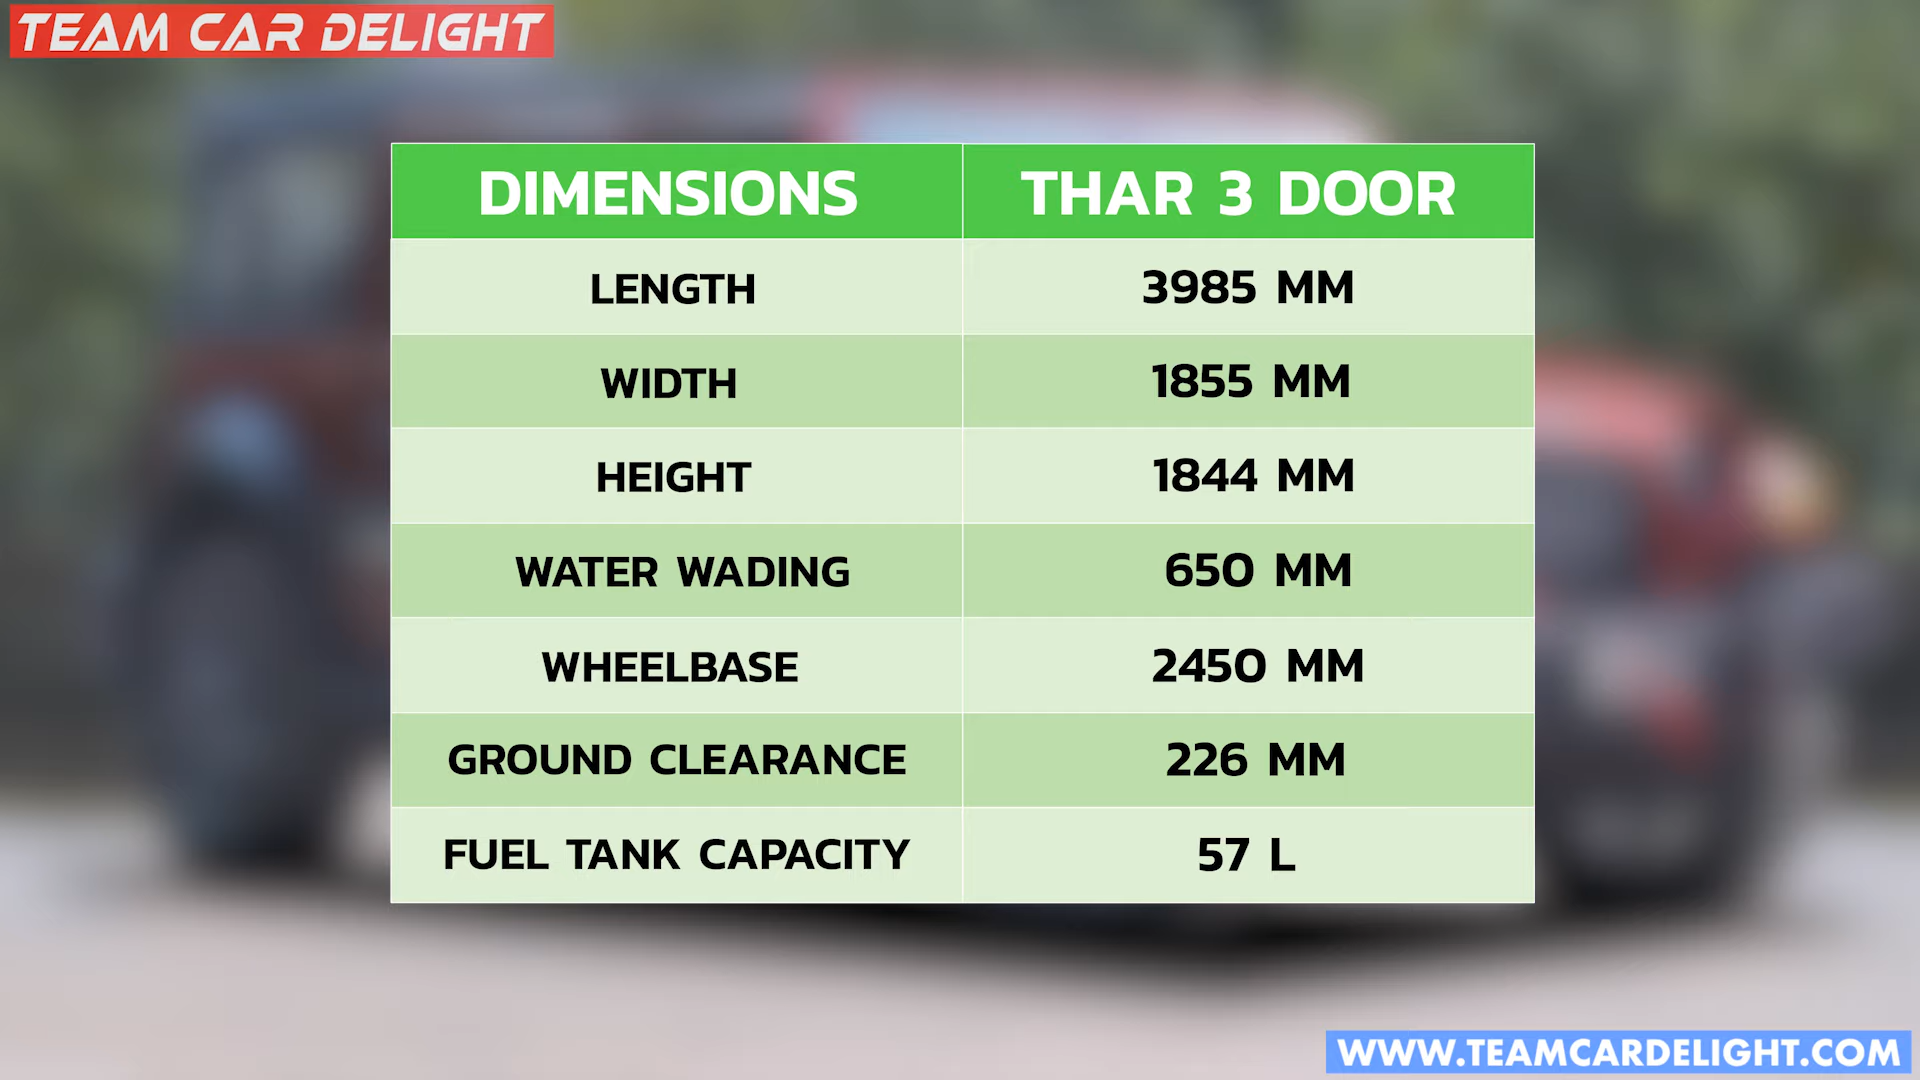 TEAM CAR DELIGHT
DIMENSIONS THAR 3 DOOR
LENGTH 3985 MM
WIDTH 1855 MM
HEIGHT 1844 MM
WATER WADING 650 MM
WHEELBASE 2450 MM
GROUND CLEARANCE 226 MM
FUEL TANK CAPACITY 57 L
WWW.TEAMCARDELIGHT.COM